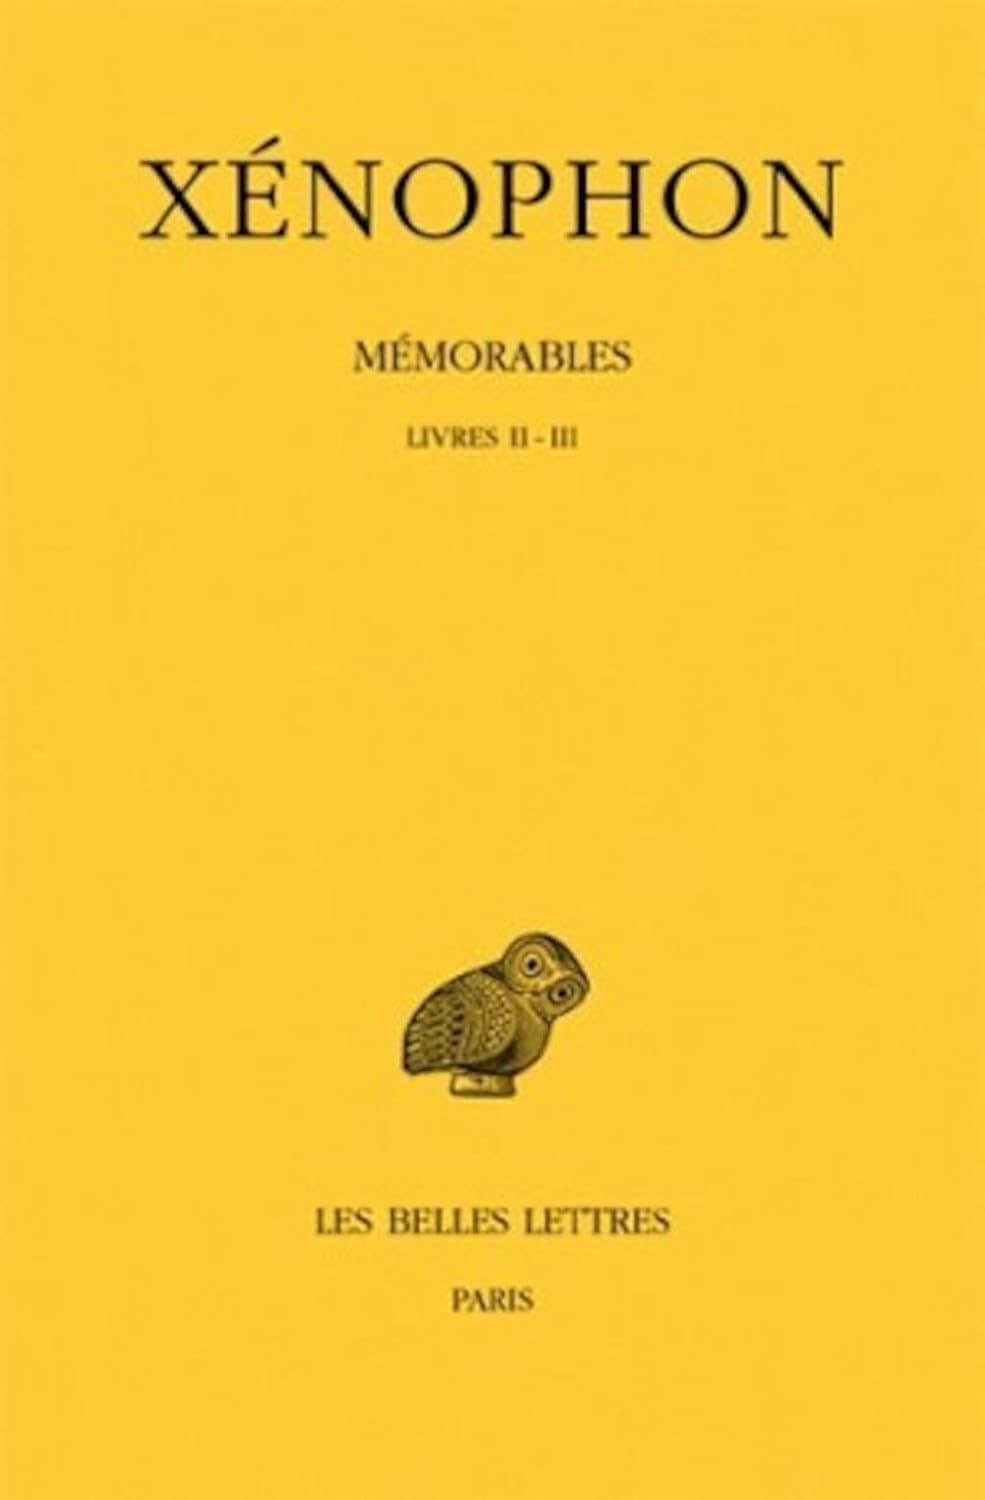 XÉNOPHON
MÉMORABLES
LIVRES II - III
LES BELLES LETTRES
PARIS